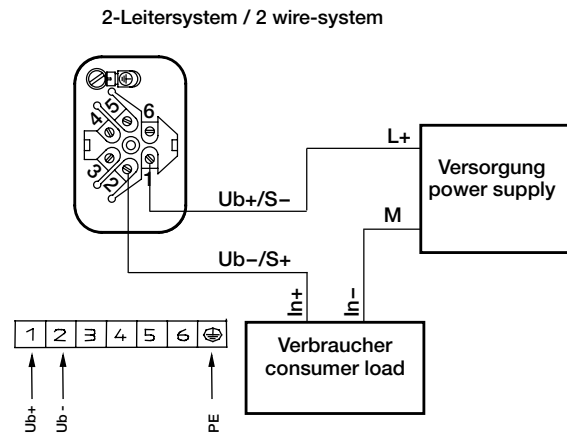 2-Leitersystem / 2 wire-system
5
6
4
3
2
1
L+
Versorgung
power supply
Ub+/S–
M
Ub–/S+
In+
In–
Verbraucher
consumer load
1 2 3 4 5 6
Ub+
Ub -
PE